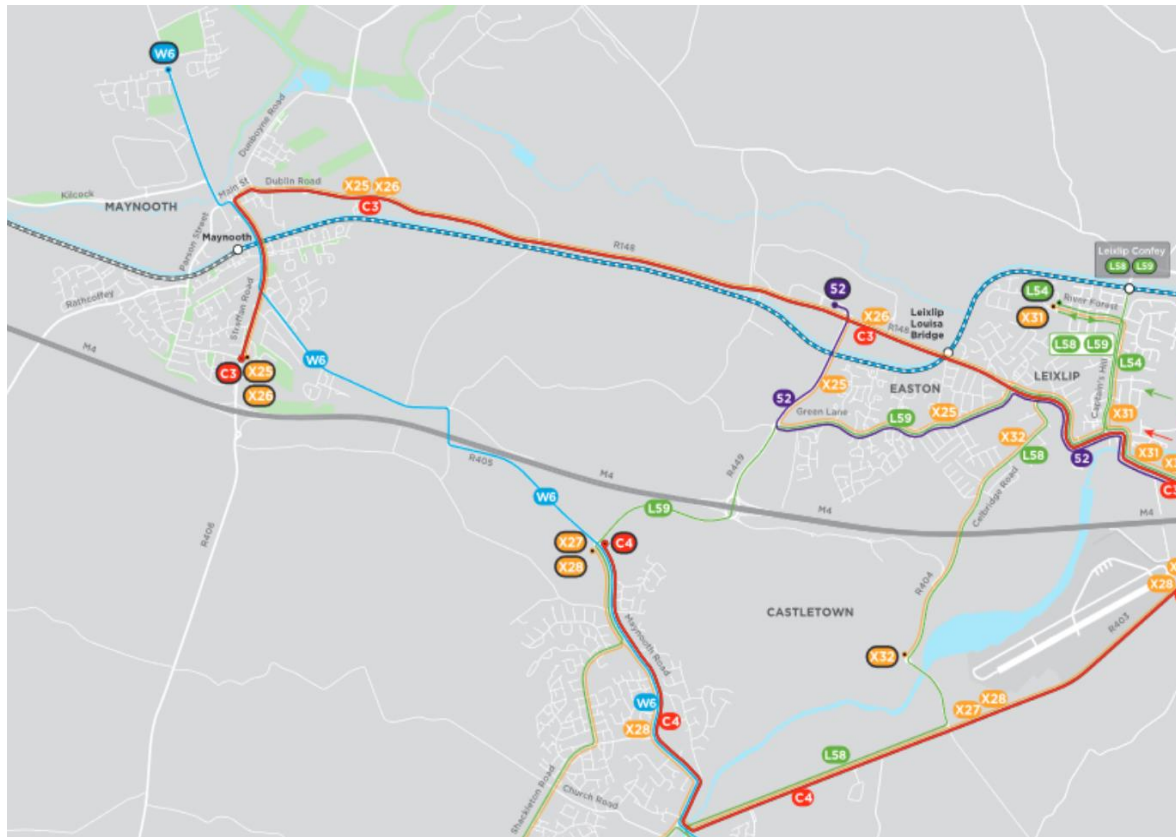 W6
Dunboyne Road
Main St
Dublin Road
X25
X26
C3
Kilcock
MAYNOOTH
Parson Street
Maynooth
R148
Leixlip Confey
L58
L59
Rathcoffey
Straffan Road
M4
C3
X25
X26
W6
52
X26
C3
R148
Leixlip
Louisa
Bridge
L54
River Forest
X31
L58
L59
L54
LEIXLIP
Captain's Hill
EASTON
X25
52
Green Lane
L59
X25
X32
L58
X31
52
X31
C3
R405
M4
R449
Celbridge Road
M4
M4
W6
L59
R406
X27
X28
C4
R404
X28
R403
CASTLETOWN
Maynooth Road
X32
W6
X28
C4
X27
X28
L58
C4
Shackleton Road
Church Road